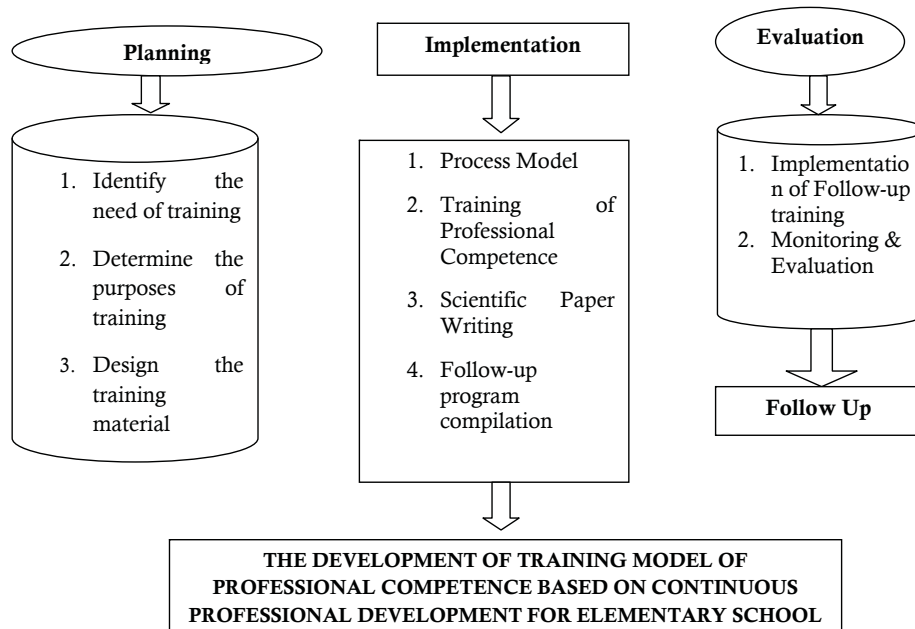 Planning
1. Identify the
need of training
2. Determine the
purposes of
training
3. Design the
training
material
Implementation
1. Process Model
2. Training of
Professional
Competence
3. Scientific Paper
Writing
4. Follow-up
program
compilation
Evaluation
1. Implementatio
n of Follow-up
training
2. Monitoring &
Evaluation
Follow Up
THE DEVELOPMENT OF TRAINING MODEL OF
PROFESSIONAL COMPETENCE BASED ON CONTINUOUS
PROFESSIONAL DEVELOPMENT FOR ELEMENTARY SCHOOL